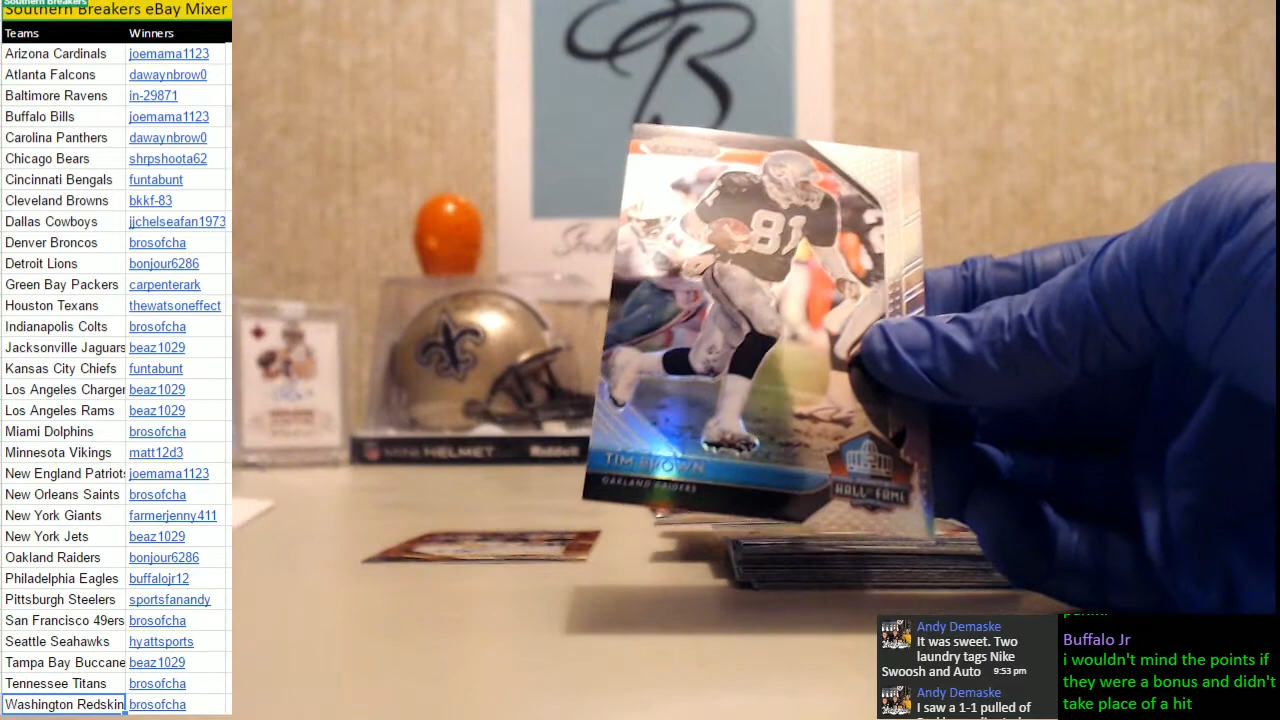 Southern Breakers
Southern Breakers eBay Mixer
Teams Winners
Arizona Cardinals joemama1123
Atlanta Falcons dawaynbrow0
Baltimore Ravens in-29871
Buffalo Bills joemama1123
Carolina Panthers dawaynbrow0
Chicago Bears shrpshoota62
Cincinnati Bengals funtabunt
Cleveland Browns bkkf-83
Dallas Cowboys jjchelseafan1973
Denver Broncos brosofcha
Detroit Lions bonjour6286
Green Bay Packers carpenterark
Houston Texans thewatsoneffect
Indianapolis Colts brosofcha
Jacksonville Jaguars beaz1029
Kansas City Chiefs funtabunt
Los Angeles Charger beaz1029
Los Angeles Rams beaz1029
Miami Dolphins brosofcha
Minnesota Vikings matt12d3
New England Patriots joemama1123
New Orleans Saints brosofcha
New York Giants farmerjenny411
New York Jets beaz1029
Oakland Raiders bonjour6286
Philadelphia Eagles buffalojr12
Pittsburgh Steelers sportsfanandy
San Francisco 49ers brosofcha
Seattle Seahawks hyattsports
Tampa Bay Buccane beaz1029
Tennessee Titans brosofcha
Washington Redskin brosofcha
B
81
TIM BROWN
OAKLAND RAIDERS
HALL OF FAME
MINI HELMET Riddell
Andy Demaske
It was sweet. Two
laundry tags Nike
Swoosh and Auto 9:53 pm
Andy Demaske
I saw a 1-1 pulled of
Buffalo Jr
i wouldn't mind the points if
they were a bonus and didn't
take place of a hit